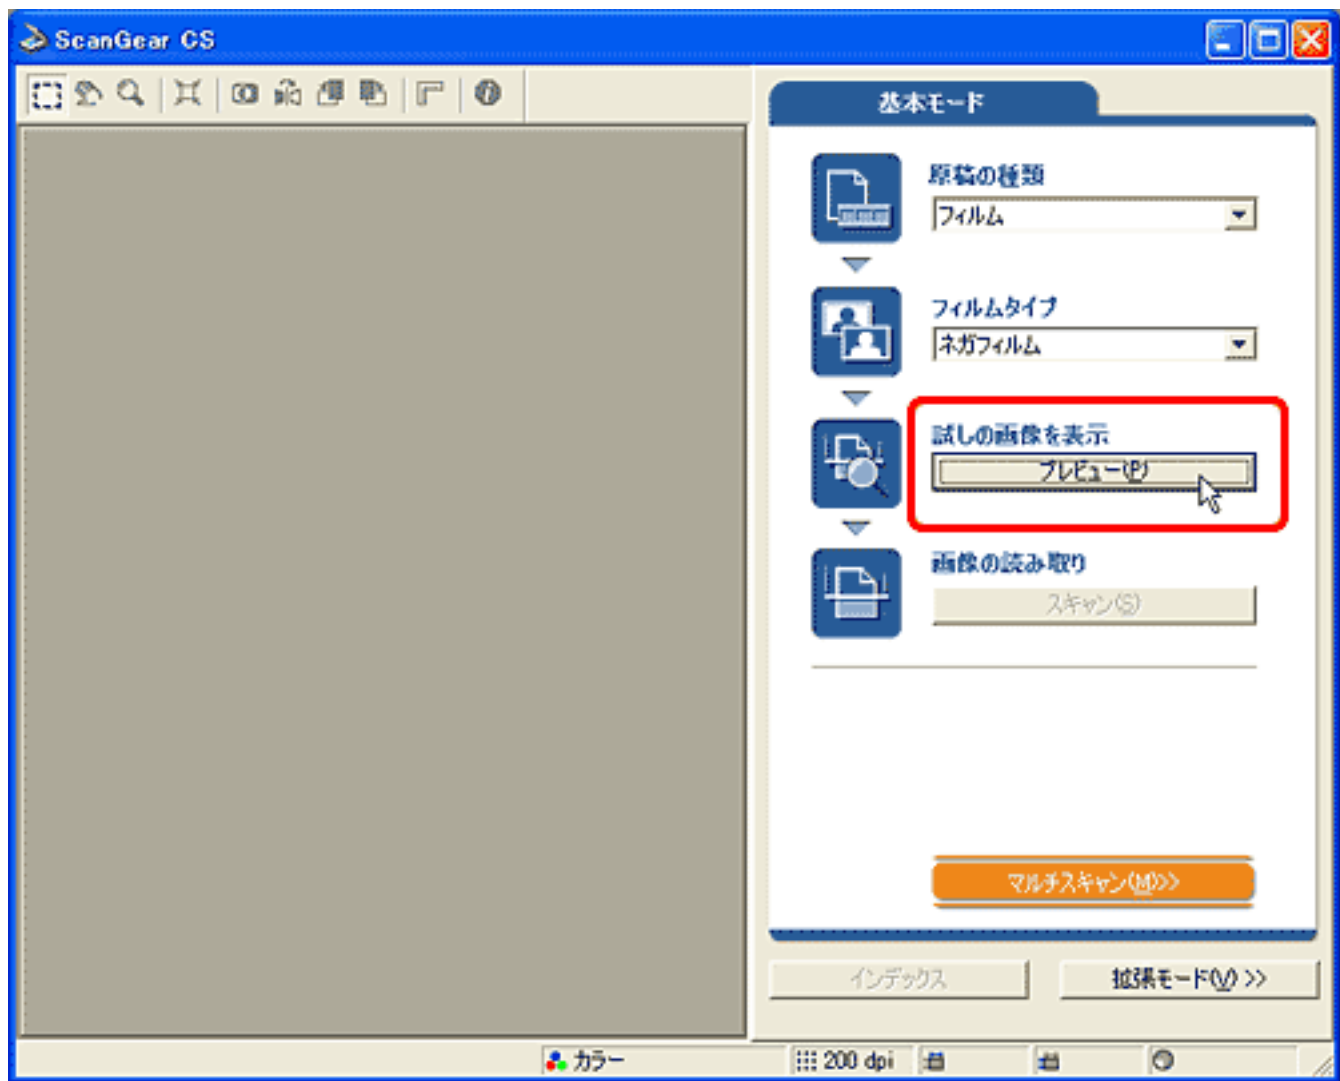 ScanGear CS
基本モード
原稿の種類
フィルム
フィルムタイプ
ネガフィルム
試しの画像を表示
プレビュー(P)
画像の読み取り
スキャン(S)
マルチスキャン(M)>>
インデックス
拡張モード(V) >>
カラー
200 dpi